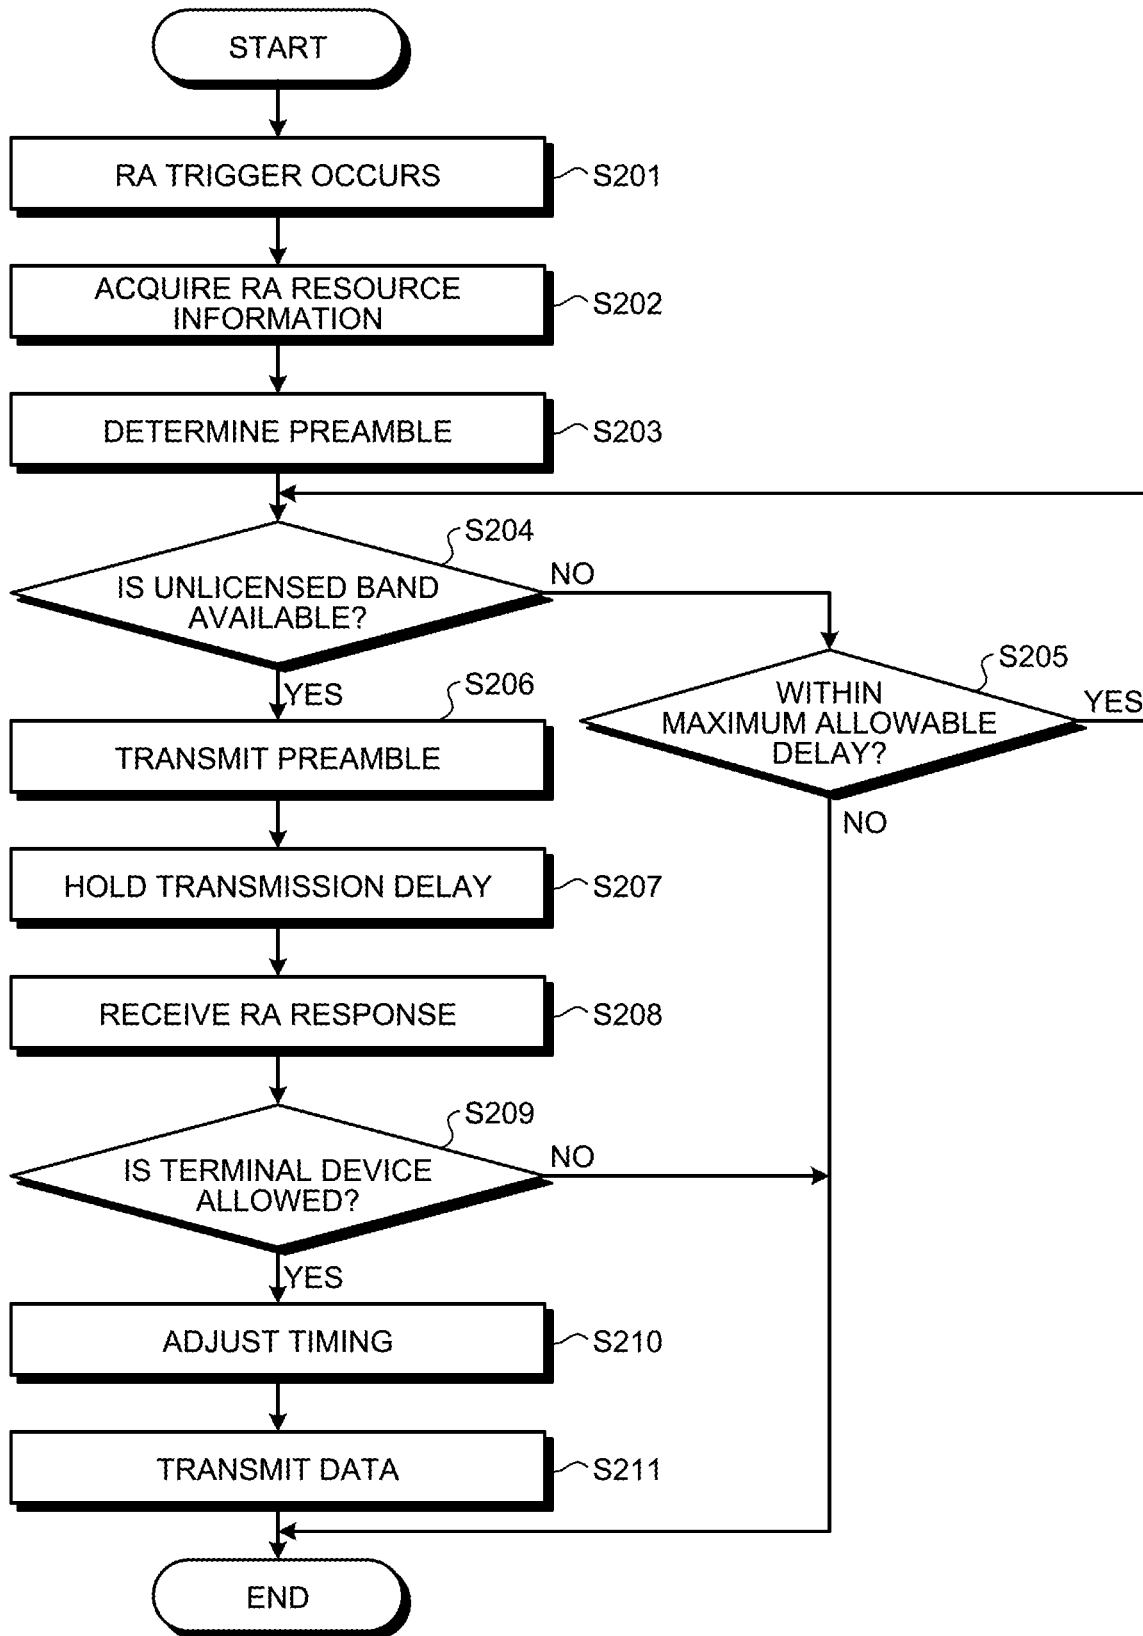 START
RA TRIGGER OCCURS
S201
ACQUIRE RA RESOURCE
INFORMATION
S202
DETERMINE PREAMBLE
S203
S204
IS UNLICENSED BAND
AVAILABLE?
NO
YES
S205
WITHIN
MAXIMUM ALLOWABLE
DELAY?
YES
NO
S206
TRANSMIT PREAMBLE
HOLD TRANSMISSION DELAY
S207
RECEIVE RA RESPONSE
S208
S209
IS TERMINAL DEVICE
ALLOWED?
NO
YES
ADJUST TIMING
S210
TRANSMIT DATA
S211
END